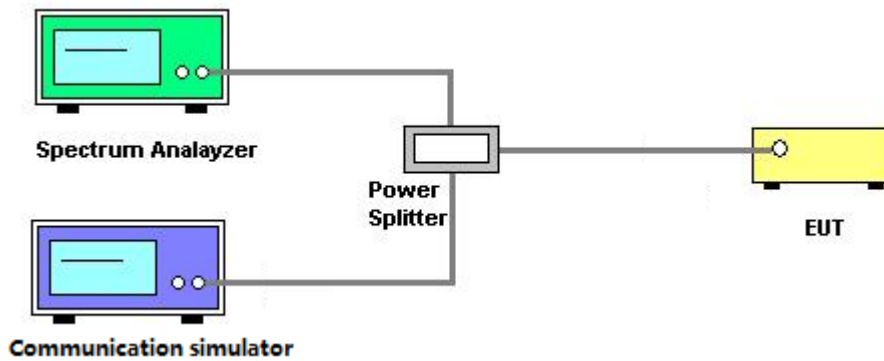 Spectrum Analayzer
Power
Splitter
EUT
Communication simulator